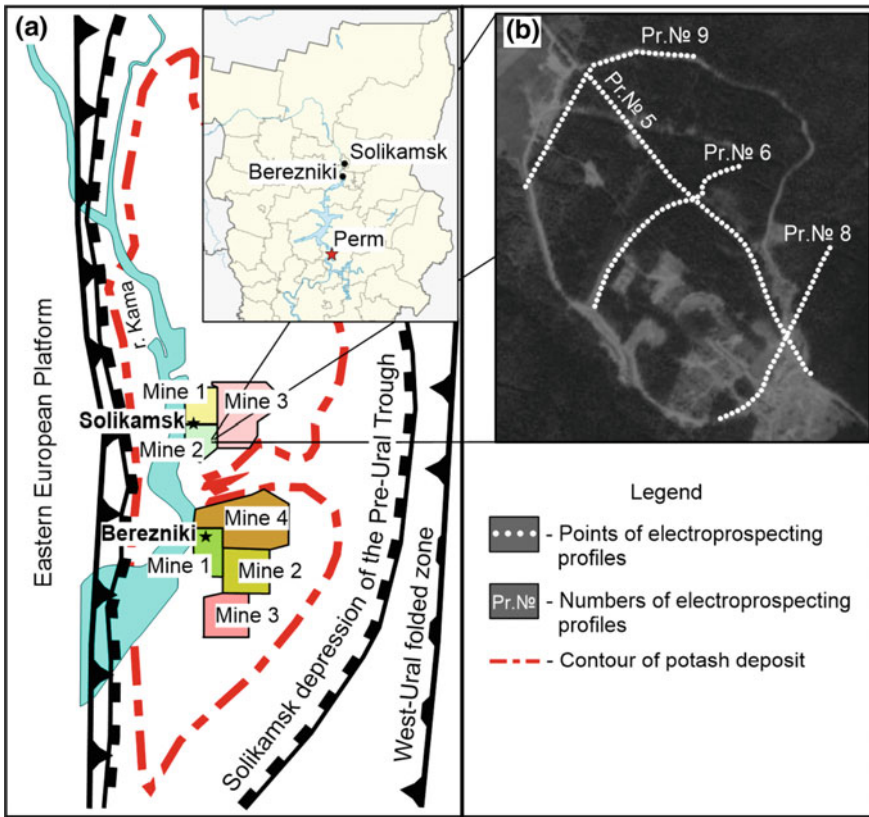 (a)
Solikamsk
Berezniki
Perm
r. Kama
Eastern European Platform
Mine 1
Mine 3
Solikamsk
Mine 2
Mine 4
Berezniki
Mine 1
Mine 2
Mine 3
Solikamsk depression of the Pre-Ural Trough
West-Ural folded zone
(b)
Pr.№ 9
Pr.№ 5
Pr.№ 6
Pr.№ 8
Legend
- Points of electroprospecting
profiles
Pr.№ - Numbers of electroprospecting
profiles
- Contour of potash deposit